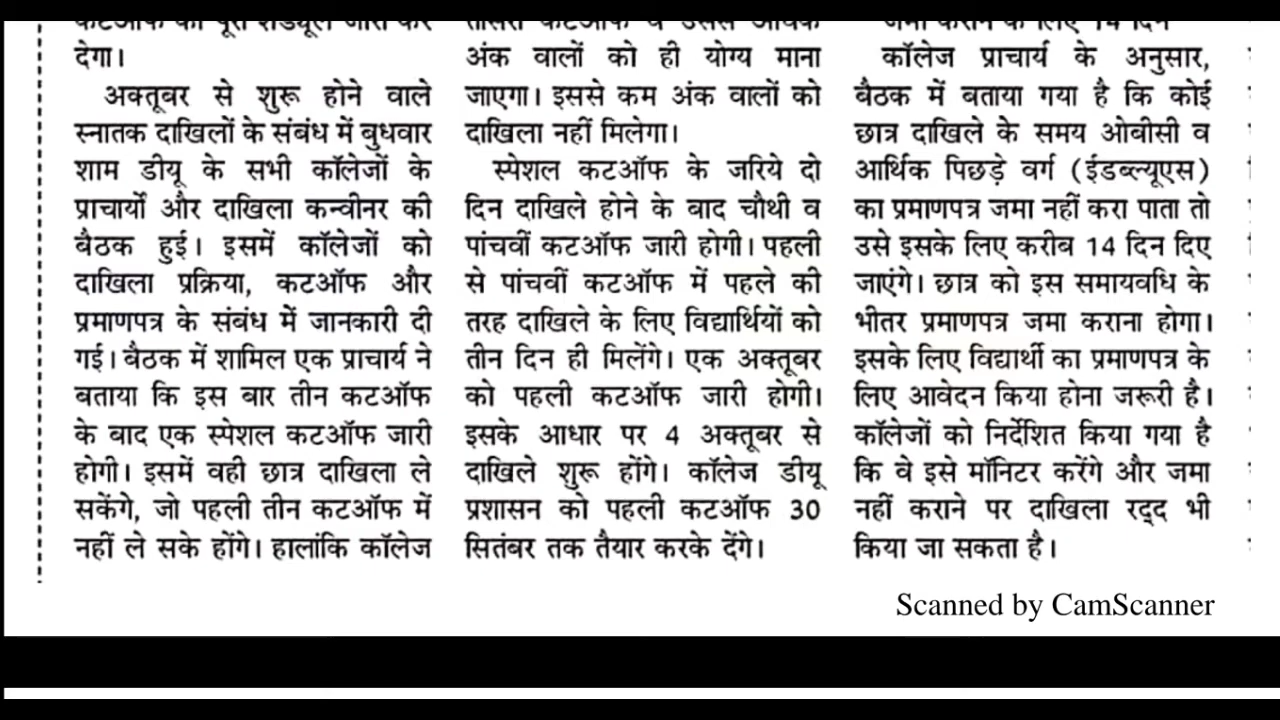 देगा।
अक्तूबर से शुरू होने वाले
स्नातक दाखिलों के संबंध में बुधवार
शाम डीयू के सभी कॉलेजों के
प्राचार्यों और दाखिला कन्वीनर की
बैठक हुई। इसमें कॉलेजों को
दाखिला प्रक्रिया, कटऑफ और
प्रमाणपत्र के संबंध में जानकारी दी
गई। बैठक में शामिल एक प्राचार्य ने
बताया कि इस बार तीन कटऑफ
के बाद एक स्पेशल कटऑफ जारी
होगी। इसमें वही छात्र दाखिला ले
सकेंगे, जो पहली तीन कटऑफ में
नहीं ले सके होंगे। हालांकि कॉलेज
अंक वालों को ही योग्य माना
जाएगा। इससे कम अंक वालों को
दाखिला नहीं मिलेगा।
स्पेशल कटऑफ के जरिये दो
दिन दाखिले होने के बाद चौथी व
पांचवीं कटऑफ जारी होगी। पहली
से पांचवीं कटऑफ में पहले की
तरह दाखिले के लिए विद्यार्थियों को
तीन दिन ही मिलेंगे। एक अक्तूबर
को पहली कटऑफ जारी होगी।
इसके आधार पर 4 अक्तूबर से
दाखिले शुरू होंगे। कॉलेज डीयू
प्रशासन को पहली कटऑफ 30
सितंबर तक तैयार करके देंगे।
कॉलेज प्राचार्य के अनुसार,
बैठक में बताया गया है कि कोई
छात्र दाखिले के समय ओबीसी व
आर्थिक पिछड़े वर्ग (ईडब्ल्यूएस)
का प्रमाणपत्र जमा नहीं करा पाता तो
उसे इसके लिए करीब 14 दिन दिए
जाएंगे। छात्र को इस समायवधि के
भीतर प्रमाणपत्र जमा कराना होगा।
इसके लिए विद्यार्थी का प्रमाणपत्र के
लिए आवेदन किया होना जरूरी है।
कॉलेजों को निर्देशित किया गया है
कि वे इसे मॉनिटर करेंगे और जमा
नहीं कराने पर दाखिला रद्द भी
किया जा सकता है।
Scanned by CamScanner